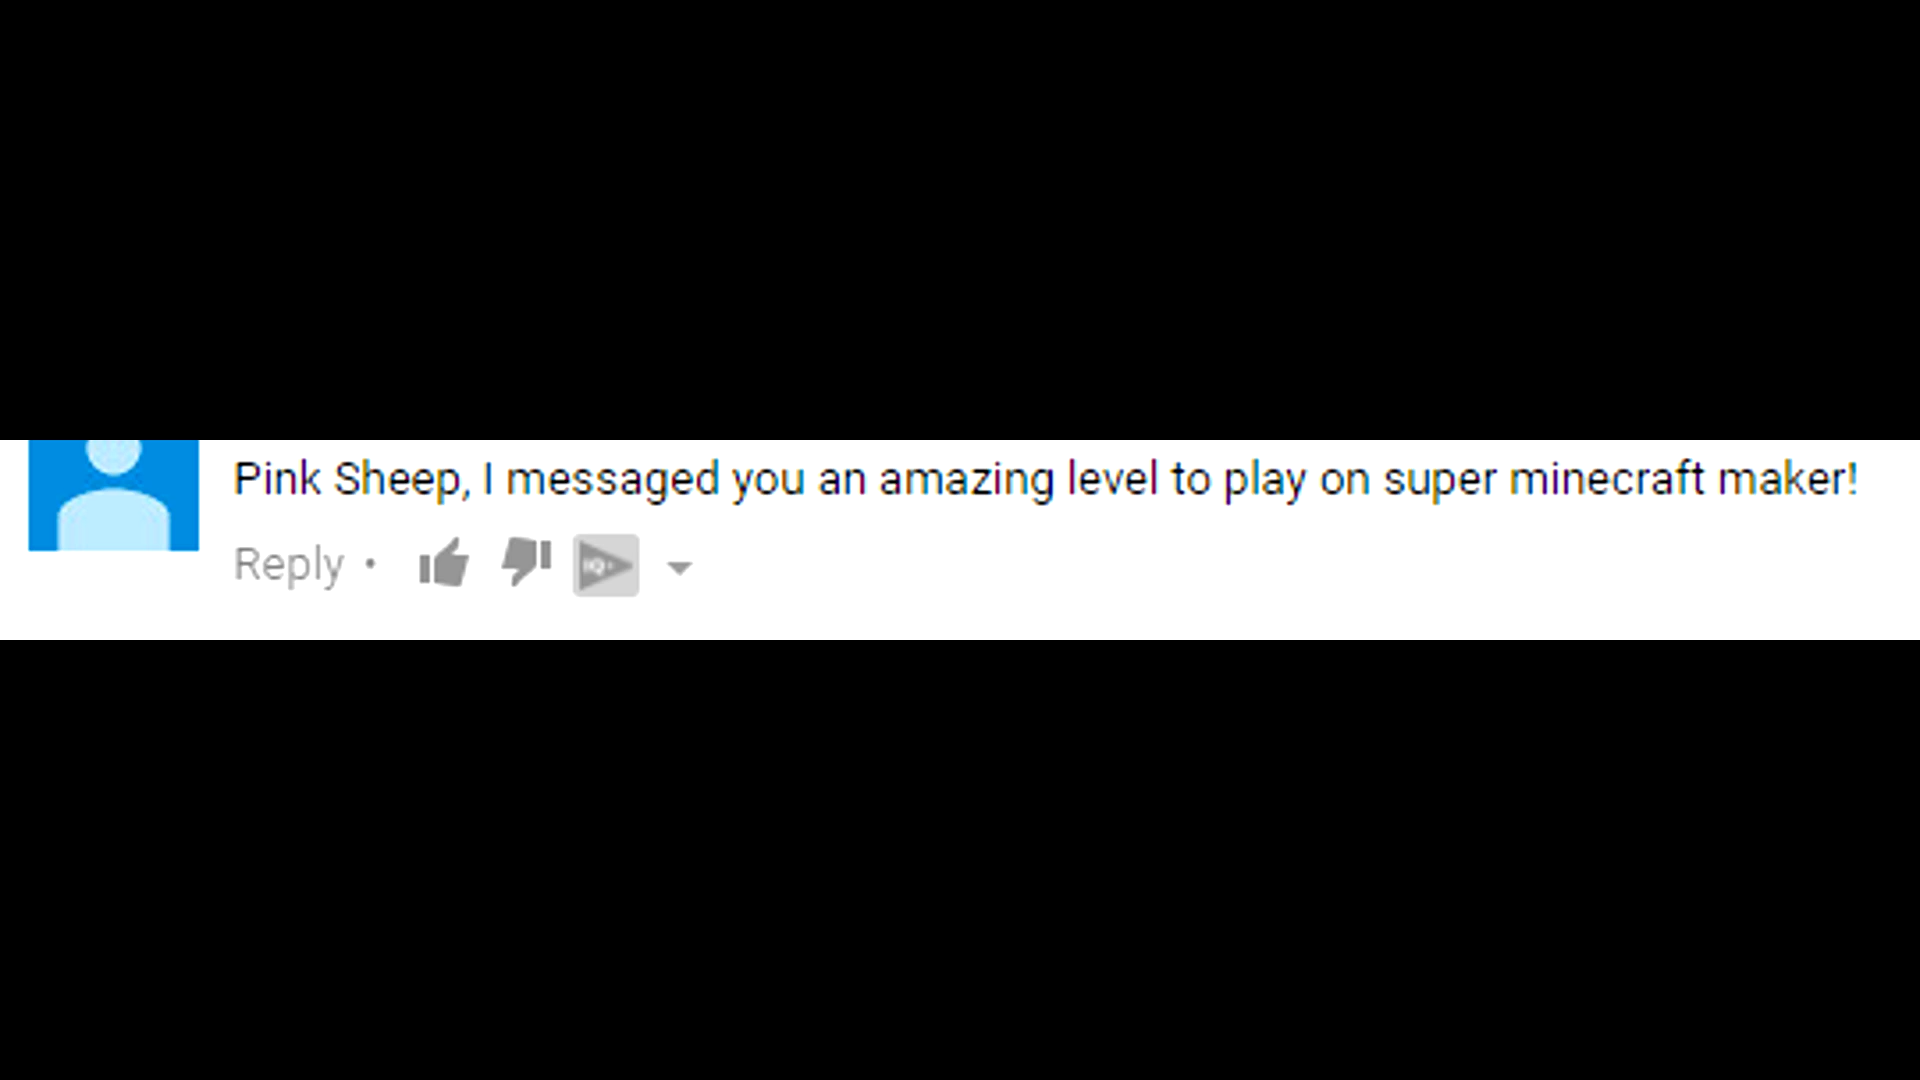 Pink Sheep, I messaged you an amazing level to play on super minecraft maker!
Reply •